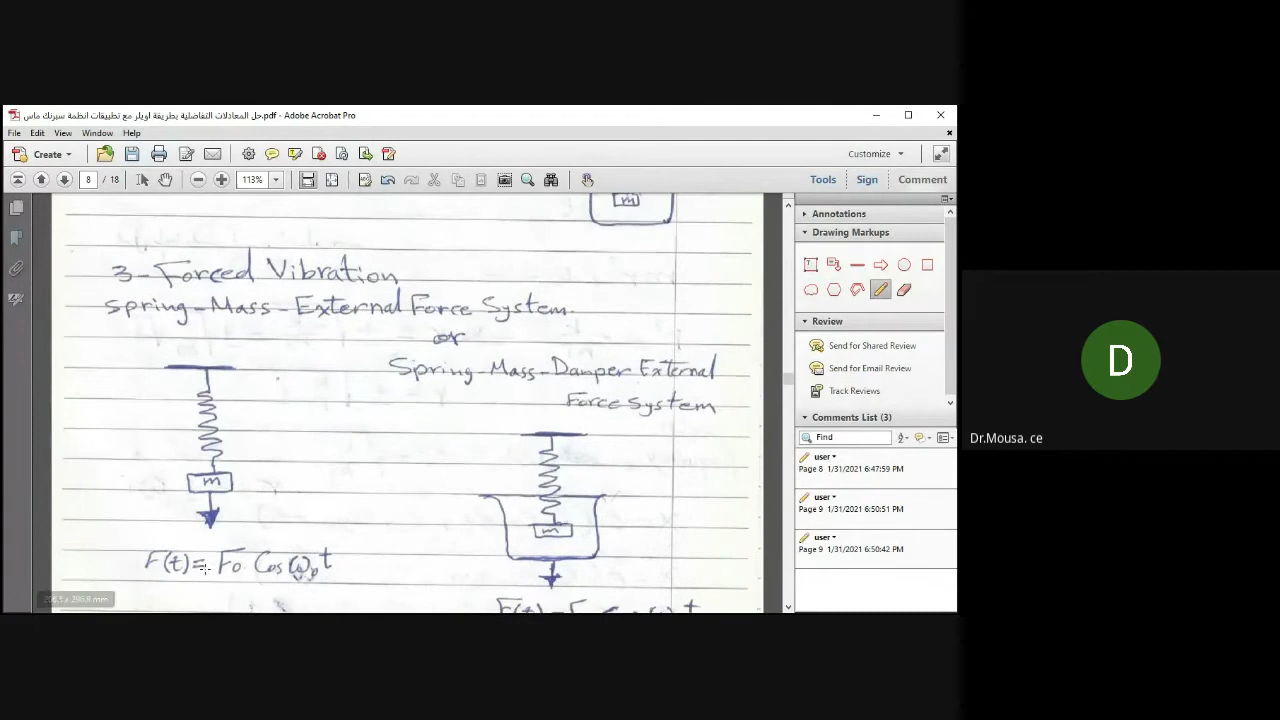 حل المعادلات التفاضلية بطريقة اويلر مع تطبيقات انظمة سبرنك ماس.pdf - Adobe Acrobat Pro
File Edit View Window Help
Create
Customize
8 / 18
113%
Tools Sign Comment
m
3-Forced Vibration
Spring-Mass-External Force System.
or
Spring-Mass-Damper External
Force System
m
m
F(t)= F0 Cos ω0 t
Annotations
Drawing Markups
Review
Send for Shared Review
Send for Email Review
Track Reviews
Comments List (3)
Find
user
Page 8 1/31/2021 6:47:59 PM
user
Page 9 1/31/2021 6:50:51 PM
user
Page 9 1/31/2021 6:50:42 PM
D
Dr.Mousa. ce